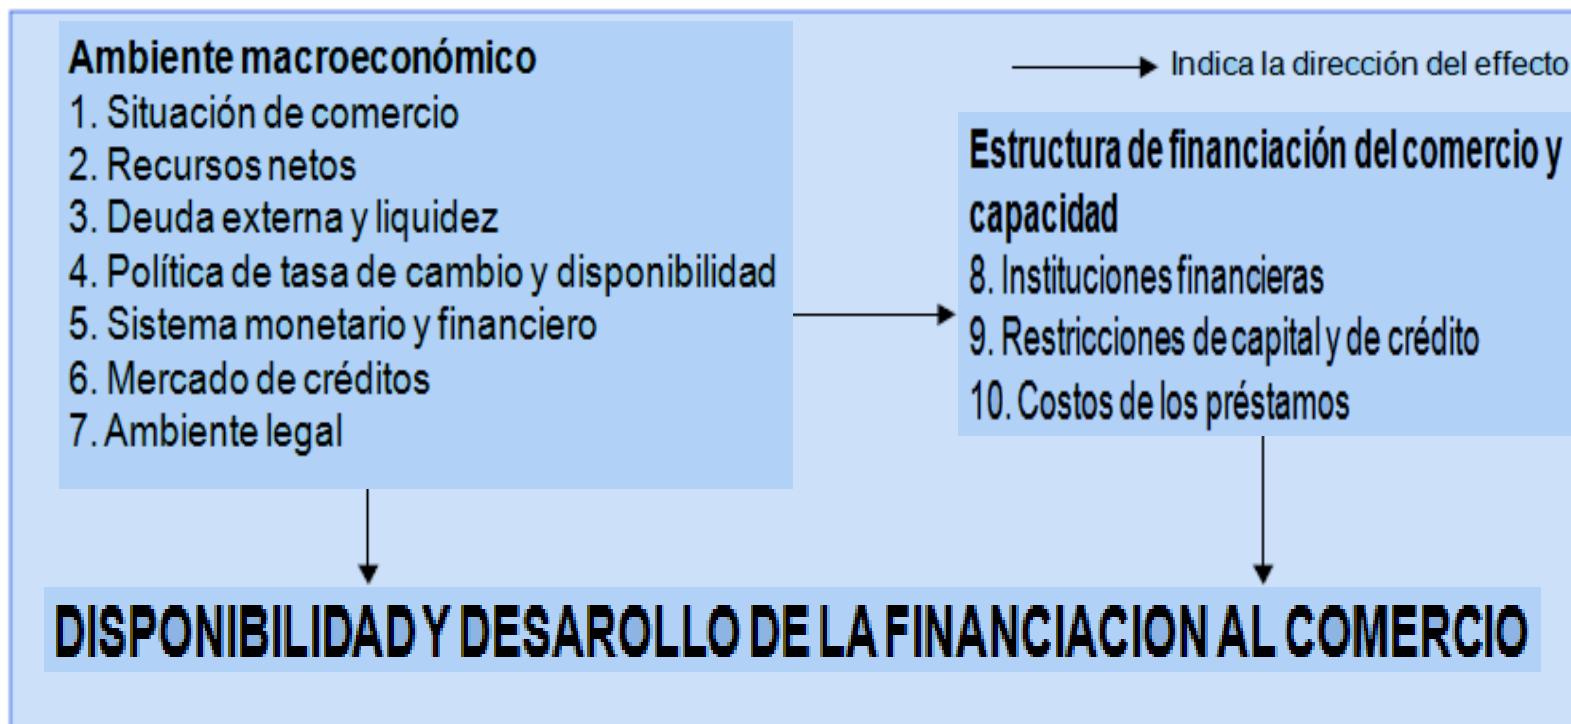 Ambiente macroeconómico
1. Situación de comercio
2. Recursos netos
3. Deuda externa y liquidez
4. Política de tasa de cambio y disponibilidad
5. Sistema monetario y financiero
6. Mercado de créditos
7. Ambiente legal
Indica la dirección del effecto
Estructura de financiación del comercio y
capacidad
8. Instituciones financieras
9. Restricciones de capital y de crédito
10. Costos de los préstamos
DISPONIBILIDAD Y DESAROLLO DE LA FINANCIACION AL COMERCIO